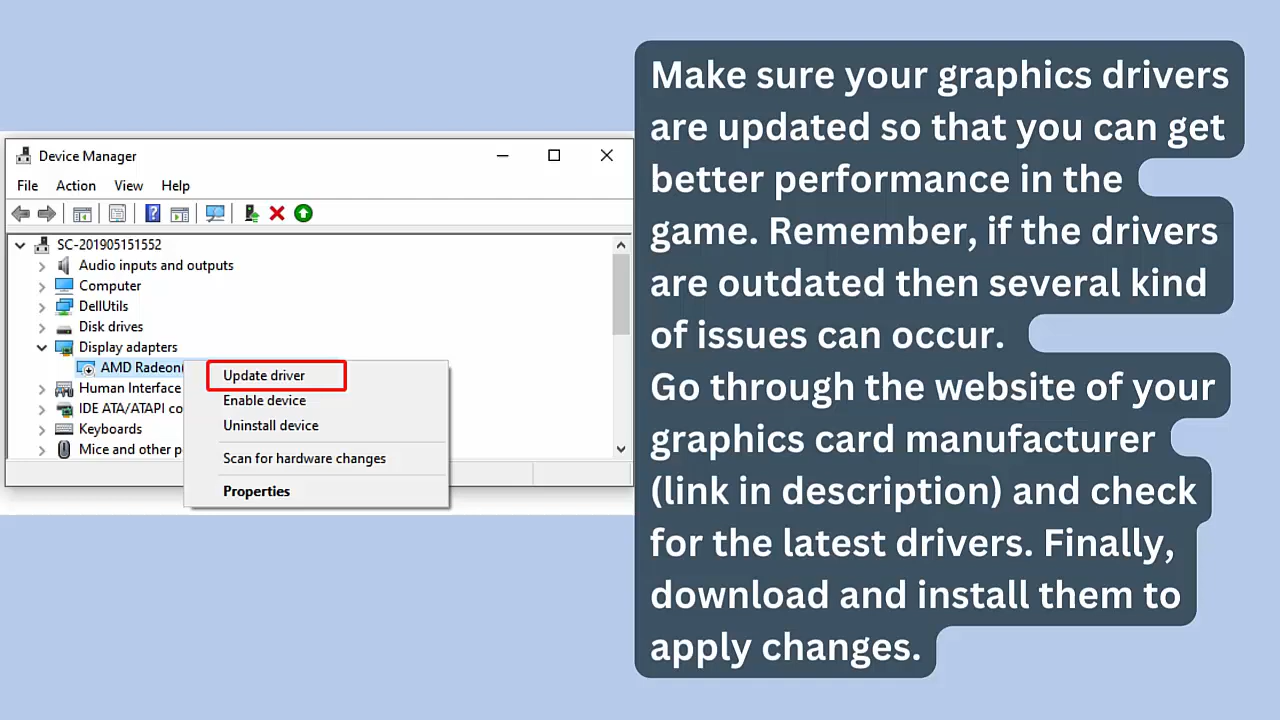 Device Manager
File Action View Help
SC-201905151552
Audio inputs and outputs
Computer
DellUtils
Disk drives
Display adapters
AMD Radeon
Human Interface
IDE ATA/ATAPI co
Keyboards
Mice and other p
Update driver
Enable device
Uninstall device
Scan for hardware changes
Properties
Make sure your graphics drivers
are updated so that you can get
better performance in the
game. Remember, if the drivers
are outdated then several kind
of issues can occur.
Go through the website of your
graphics card manufacturer
(link in description) and check
for the latest drivers. Finally,
download and install them to
apply changes.